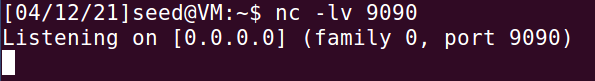 [04/12/21]seed@VM:~$ nc -lv 9090
Listening on [0.0.0.0] (family 0, port 9090)